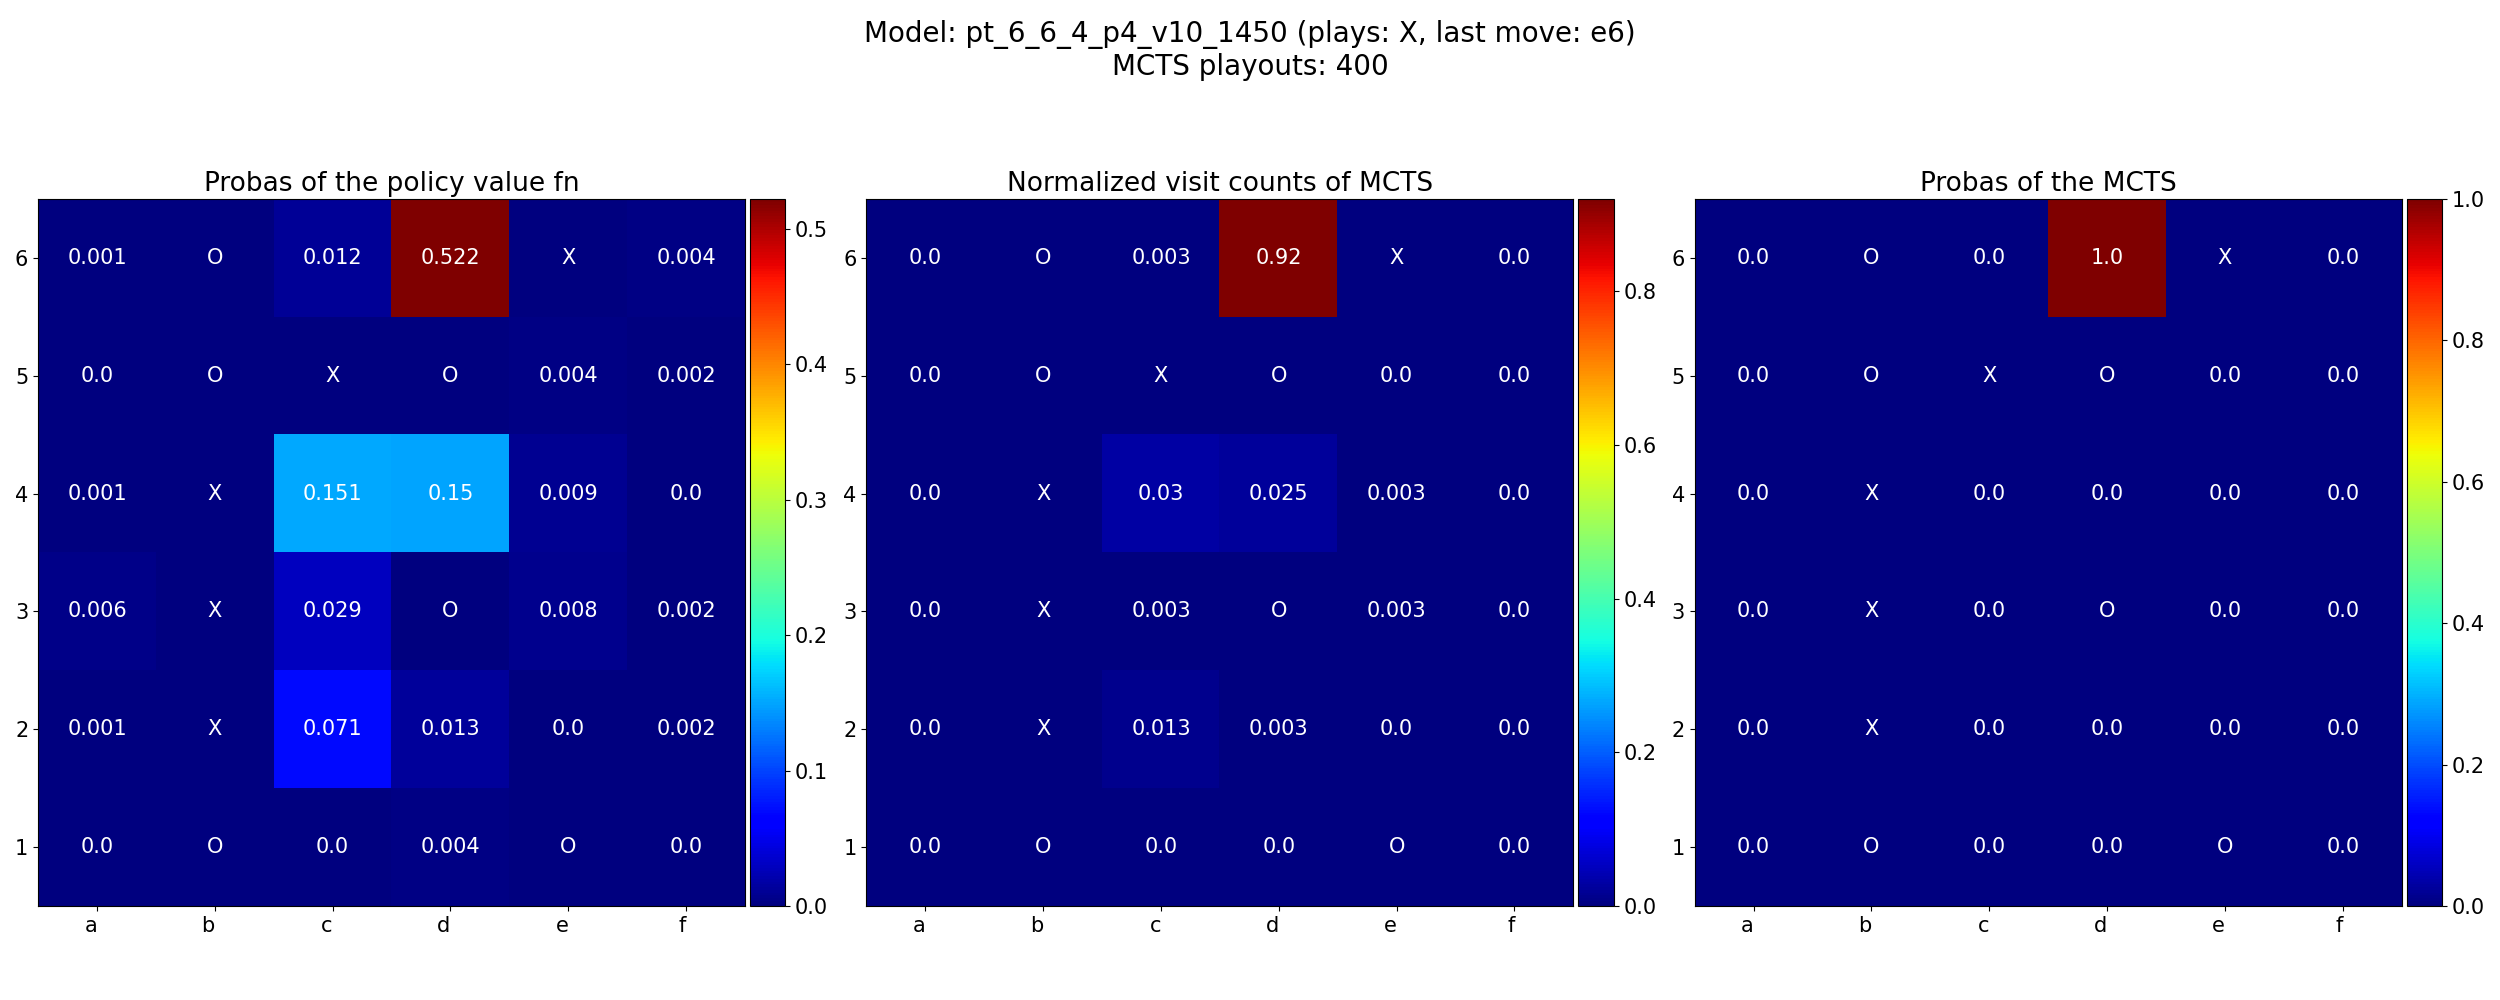 Model: pt_6_6_4_p4_v10_1450 (plays: X, last move: e6)
MCTS playouts: 400
Probas of the policy value fn
6 0.001 O 0.012 0.522 X 0.004
5 0.0 O X O 0.004 0.002
4 0.001 X 0.151 0.15 0.009 0.0
3 0.006 X 0.029 O 0.008 0.002
2 0.001 X 0.071 0.013 0.0 0.002
1 0.0 O 0.0 0.004 O 0.0
a b c d e f
0.5
0.4
0.3
0.2
0.1
0.0
Normalized visit counts of MCTS
6 0.0 O 0.003 0.92 X 0.0
5 0.0 O X O 0.0 0.0
4 0.0 X 0.03 0.025 0.003 0.0
3 0.0 X 0.003 O 0.003 0.0
2 0.0 X 0.013 0.003 0.0 0.0
1 0.0 O 0.0 0.0 O 0.0
a b c d e f
0.8
0.6
0.4
0.2
0.0
Probas of the MCTS
6 0.0 O 0.0 1.0 X 0.0
5 0.0 O X O 0.0 0.0
4 0.0 X 0.0 0.0 0.0 0.0
3 0.0 X 0.0 O 0.0 0.0
2 0.0 X 0.0 0.0 0.0 0.0
1 0.0 O 0.0 0.0 O 0.0
a b c d e f
1.0
0.8
0.6
0.4
0.2
0.0